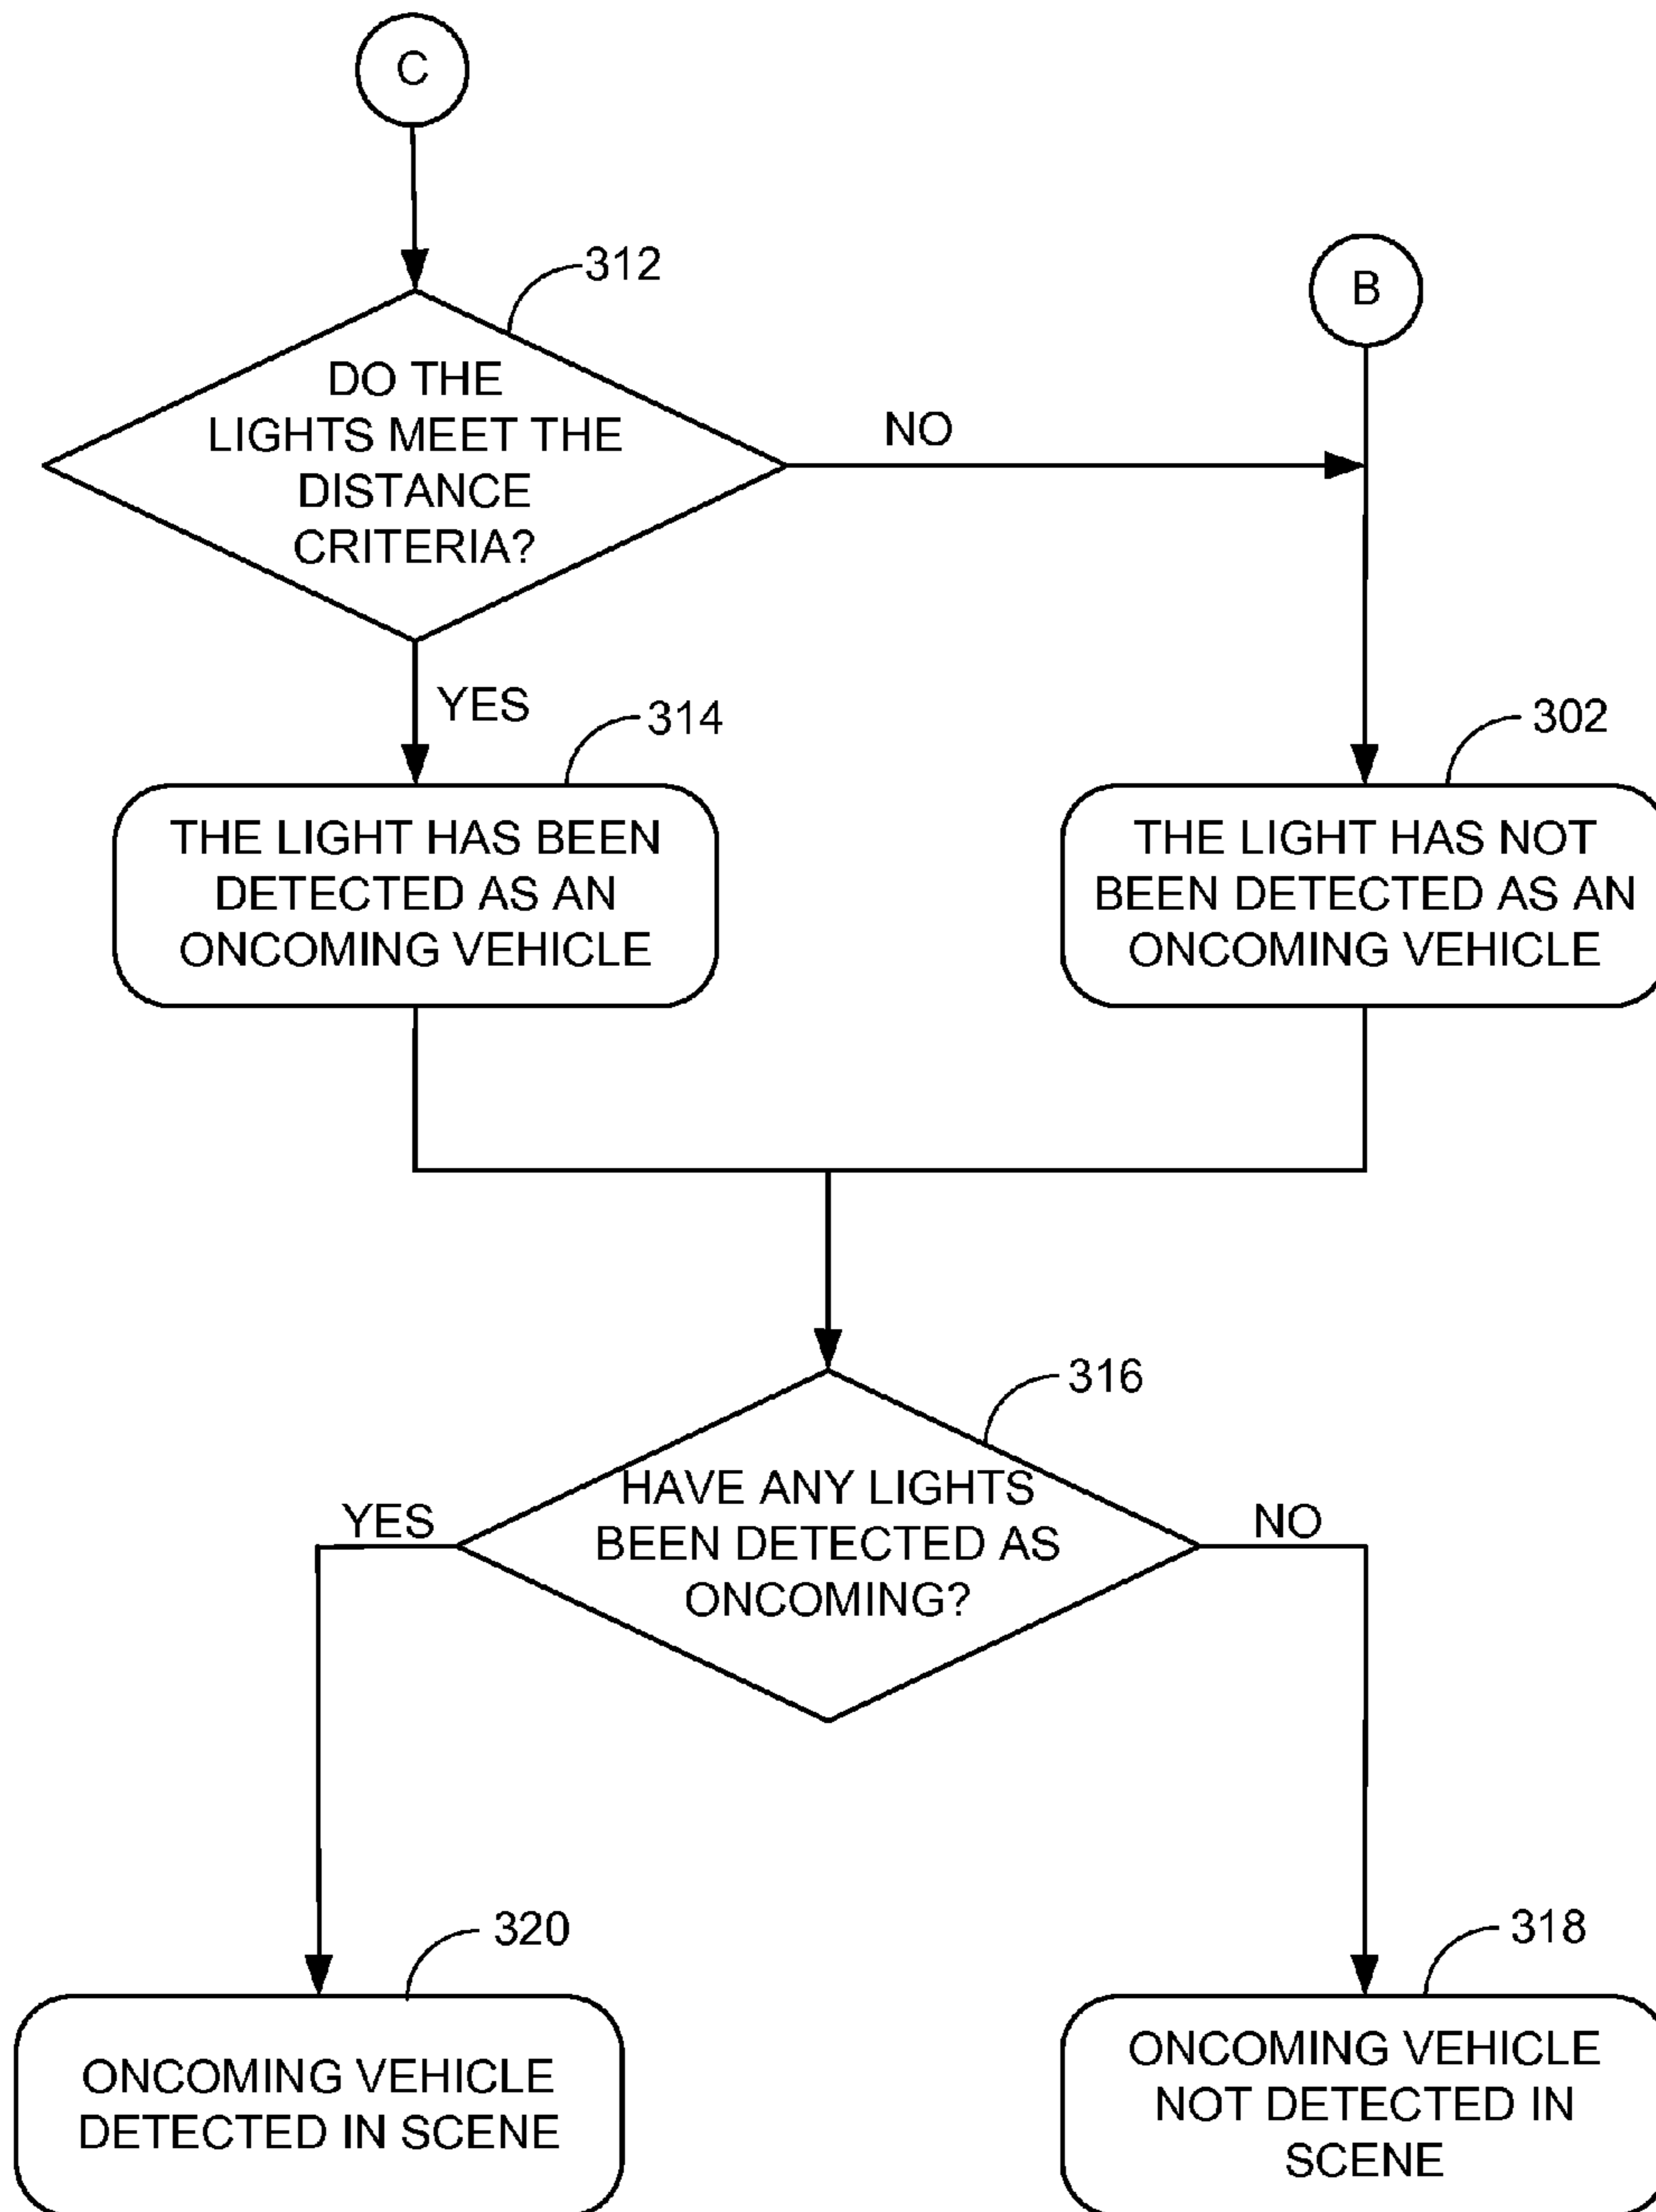 C
312
B
DO THE
LIGHTS MEET THE
DISTANCE
CRITERIA?
NO
YES
314
302
THE LIGHT HAS BEEN
DETECTED AS AN
ONCOMING VEHICLE
THE LIGHT HAS NOT
BEEN DETECTED AS AN
ONCOMING VEHICLE
316
HAVE ANY LIGHTS
BEEN DETECTED AS
ONCOMING?
YES
NO
320
318
ONCOMING VEHICLE
DETECTED IN SCENE
ONCOMING VEHICLE
NOT DETECTED IN
SCENE